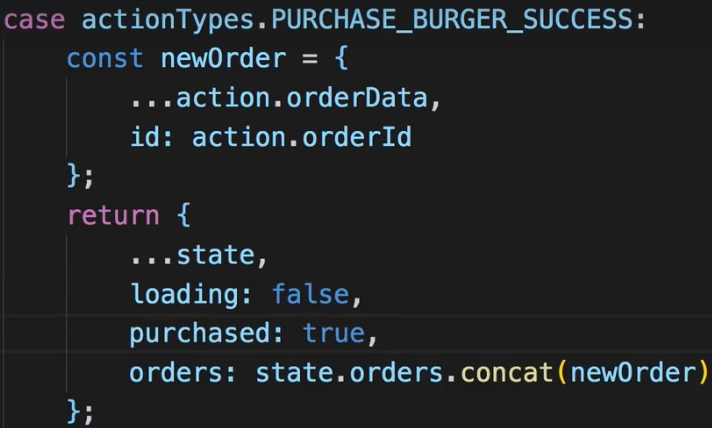 case actionTypes.PURCHASE_BURGER_SUCCESS:
const newOrder = {
...action.orderData,
id: action.orderId
};
return {
...state,
loading: false,
purchased: true,
orders: state.orders.concat(newOrder)
};